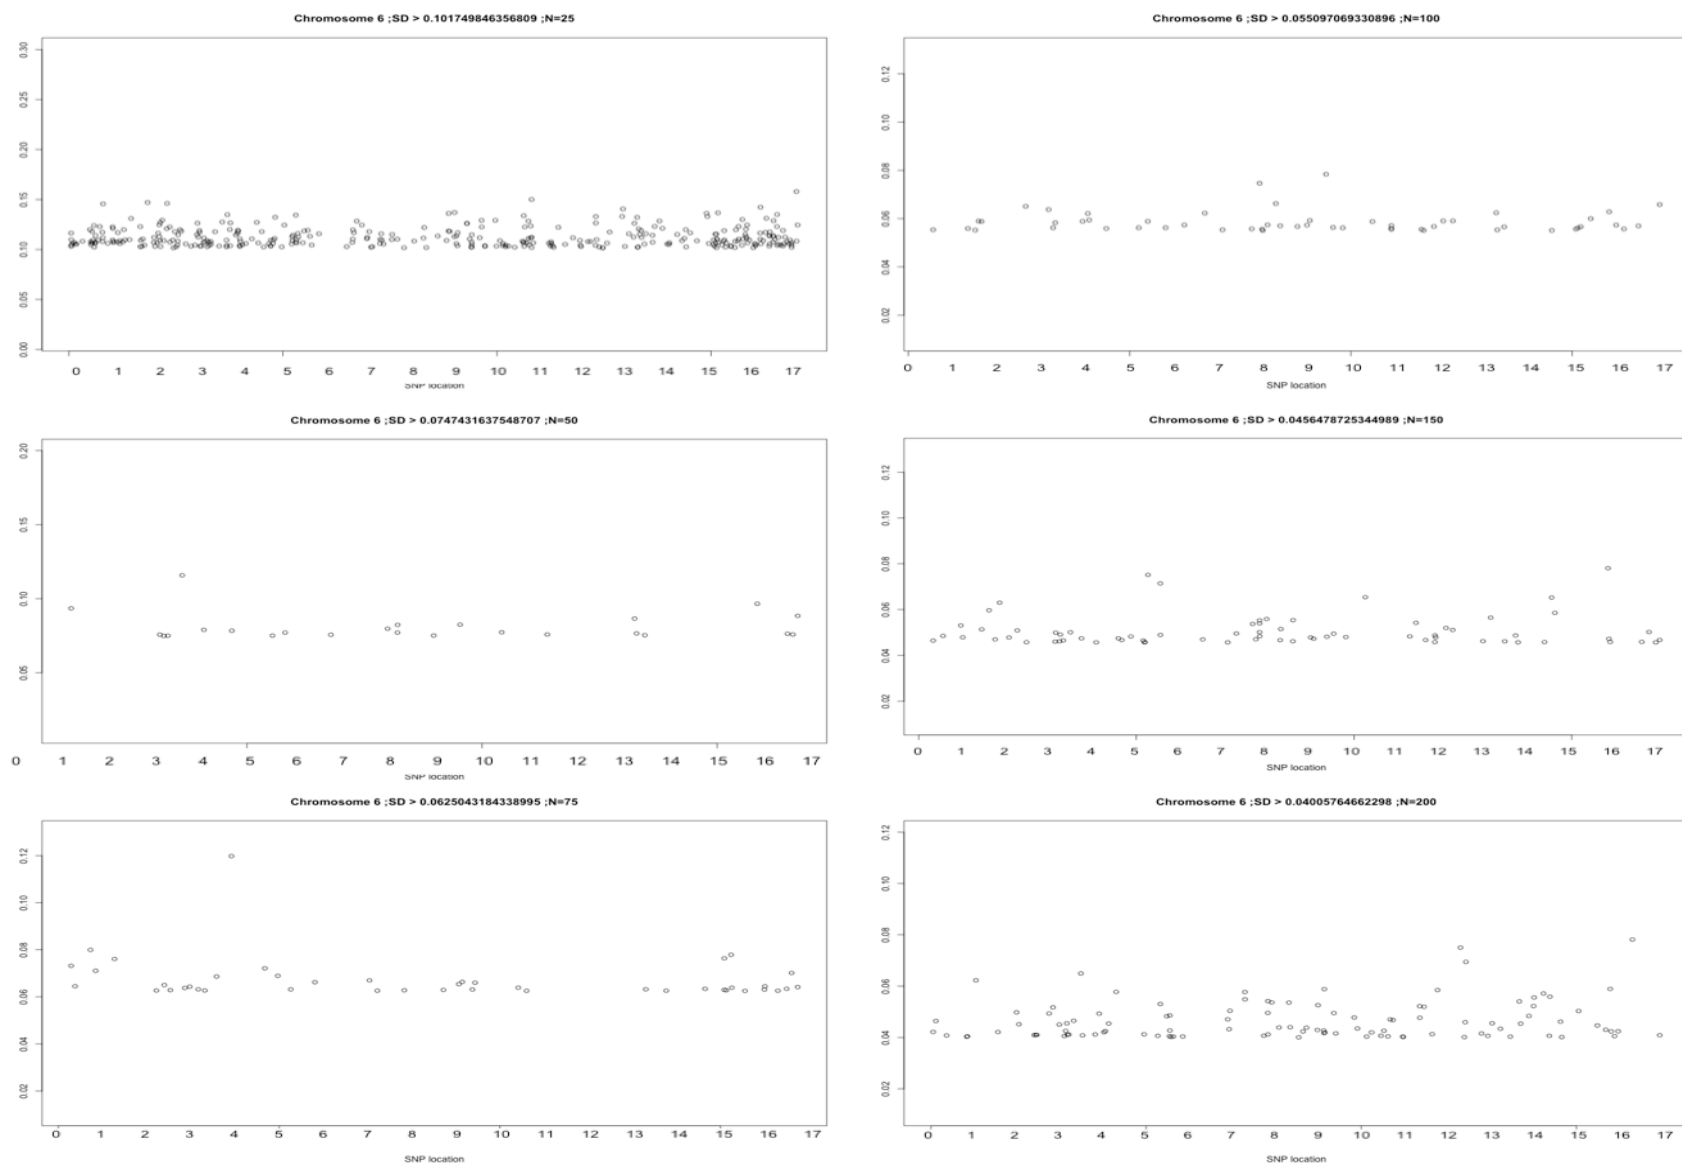 Chromosome 6 ;SD > 0.101749846356809 ;N=25
0.30
0.25
0.20
0.15
0.10
0.05
0.00
0 1 2 3 4 5 6 7 8 9 10 11 12 13 14 15 16 17
SNP location
Chromosome 6 ;SD > 0.055097069330896 ;N=100
0.12
0.10
0.08
0.06
0.04
0.02
0 1 2 3 4 5 6 7 8 9 10 11 12 13 14 15 16 17
SNP location
Chromosome 6 ;SD > 0.0747431637548707 ;N=50
0.20
0.15
0.10
0.05
0 1 3 4 5 6 7 8 9 10 11 12 13 15 16 17
SNP location
Chromosome 6 ;SD > 0.0456478725344989 ;N=150
0.12
0.10
0.08
0.06
0.04
0.02
0 1 2 3 4 5 6 7 8 9 10 11 12 13 14 15 16 17
SNP location
Chromosome 6 ;SD > 0.0625043184338995 ;N=75
0.12
0.10
0.08
0.06
0.04
0.02
0 1 2 3 4 5 6 7 8 9 10 11 12 13 14 15 16 17
SNP location
Chromosome 6 ;SD > 0.04005764662298 ;N=200
0.12
0.10
0.08
0.06
0.04
0.02
0 1 2 3 4 5 6 7 8 9 10 11 12 13 14 15 16 17
SNP location